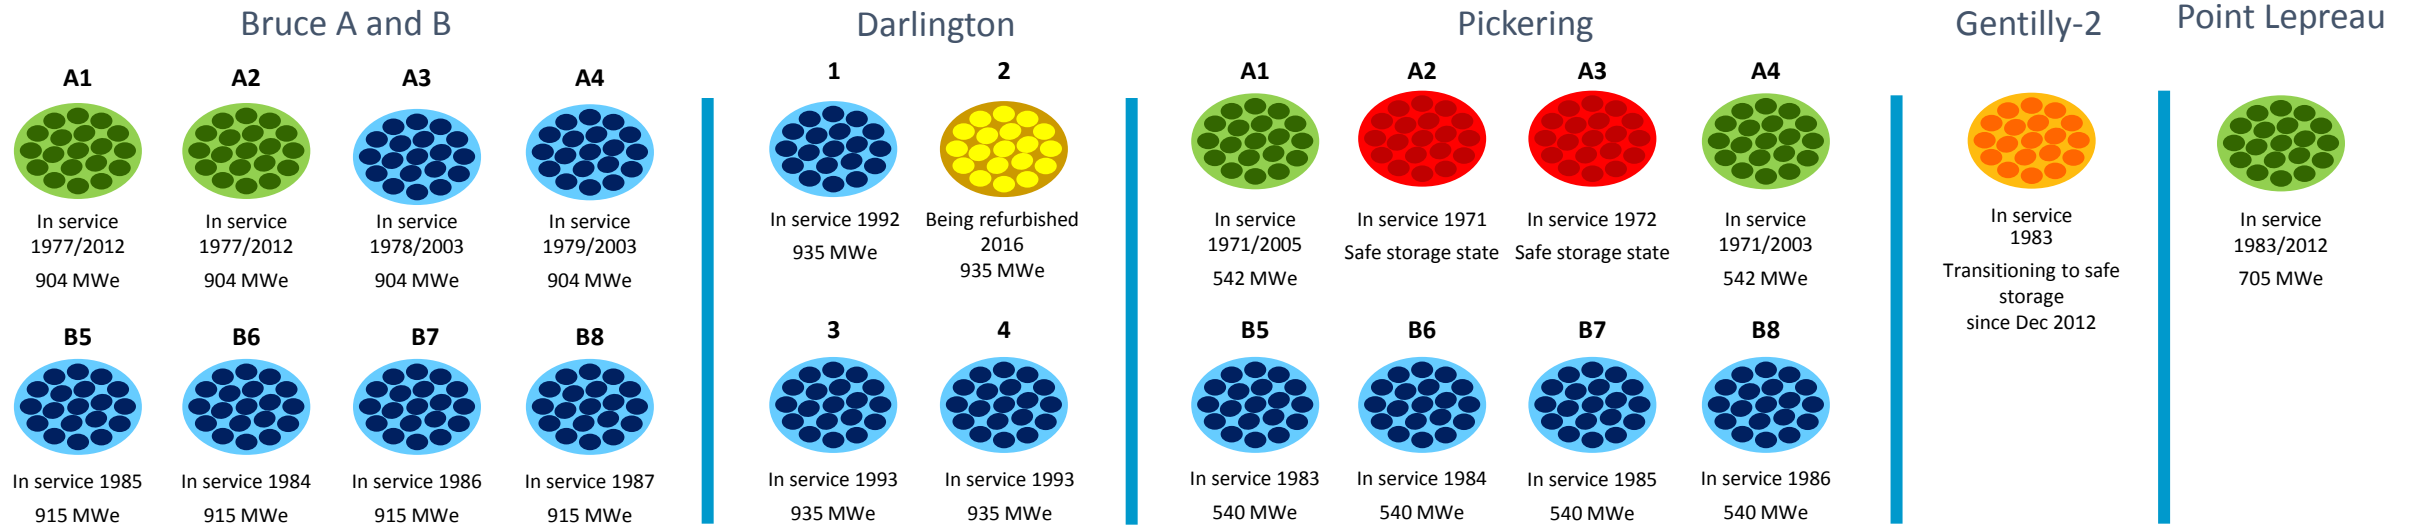 Bruce A and B
A1
A2
A3
A4
In service
1977/2012
904 MWe
In service
1977/2012
904 MWe
In service
1978/2003
904 MWe
In service
1979/2003
904 MWe
B5
B6
B7
B8
In service 1985
915 MWe
In service 1984
915 MWe
In service 1986
915 MWe
In service 1987
915 MWe
Darlington
1
2
In service 1992
935 MWe
Being refurbished
2016
935 MWe
3
4
In service 1993
935 MWe
In service 1993
935 MWe
Pickering
A1
A2
A3
A4
In service
1971/2005
542 MWe
In service 1971
Safe storage state
In service 1972
Safe storage state
In service
1971/2003
542 MWe
B5
B6
B7
B8
In service 1983
540 MWe
In service 1984
540 MWe
In service 1985
540 MWe
In service 1986
540 MWe
Gentilly-2
In service
1983
Transitioning to safe
storage
since Dec 2012
Point Lepreau
In service
1983/2012
705 MWe